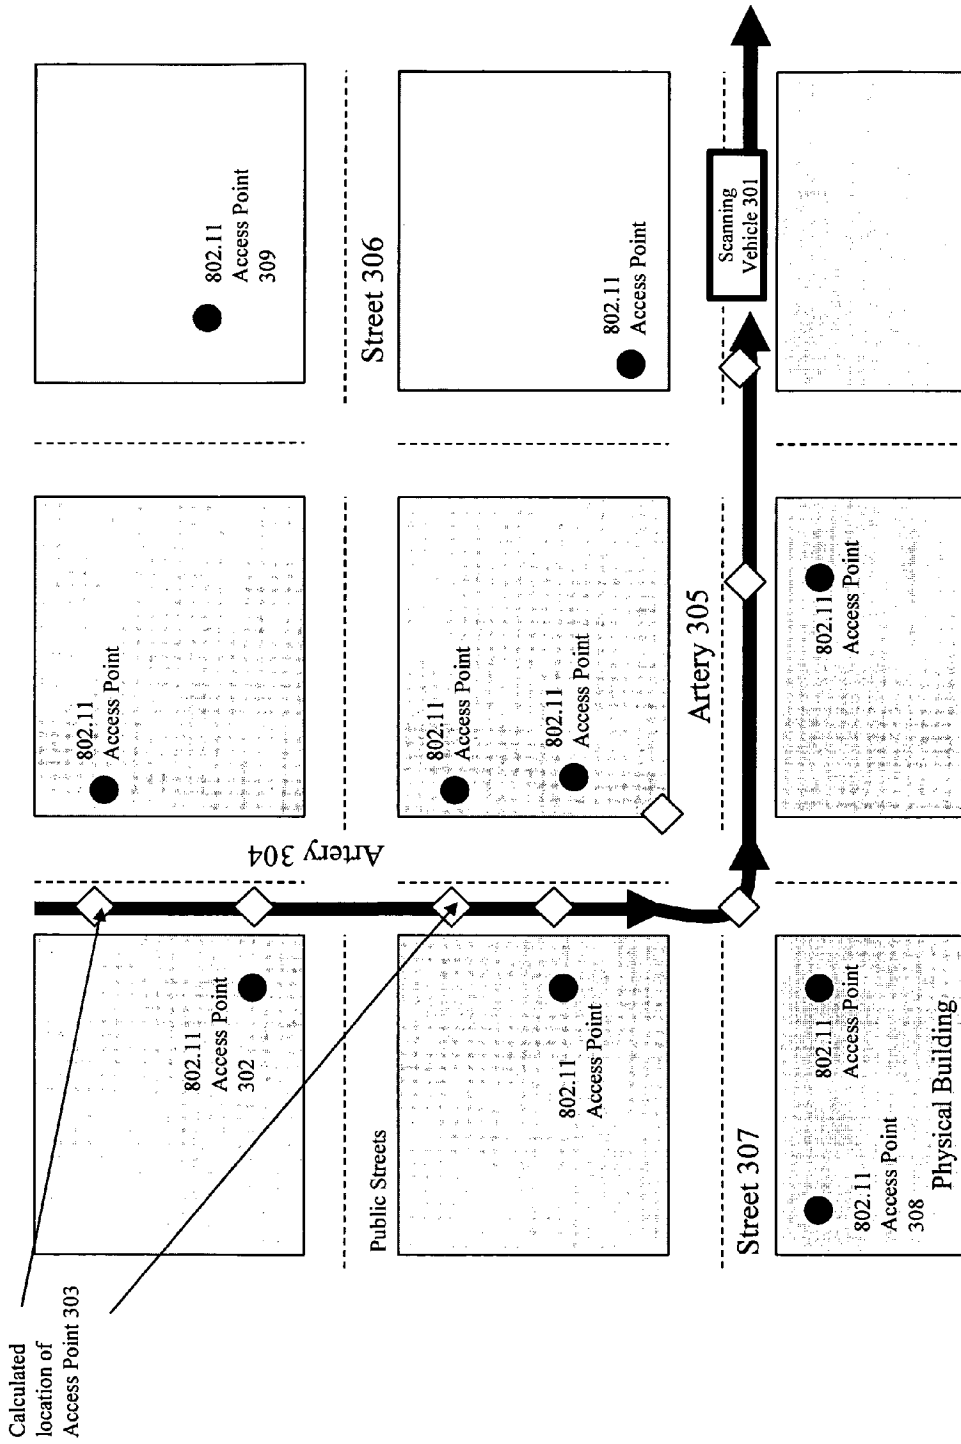 802.11
Access Point
309
Street 306
802.11
Access Point
Scanning
Vehicle 301
802.11
Access Point
802.11
Access Point
802.11
Access Point
Artery 305
802.11
Access Point
Artery 304
802.11
Access Point
302
Public Streets
802.11
Access Point
Street 307
802.11
Access Point
802.11
Access Point
308
Physical Building
Calculated
location of
Access Point 303